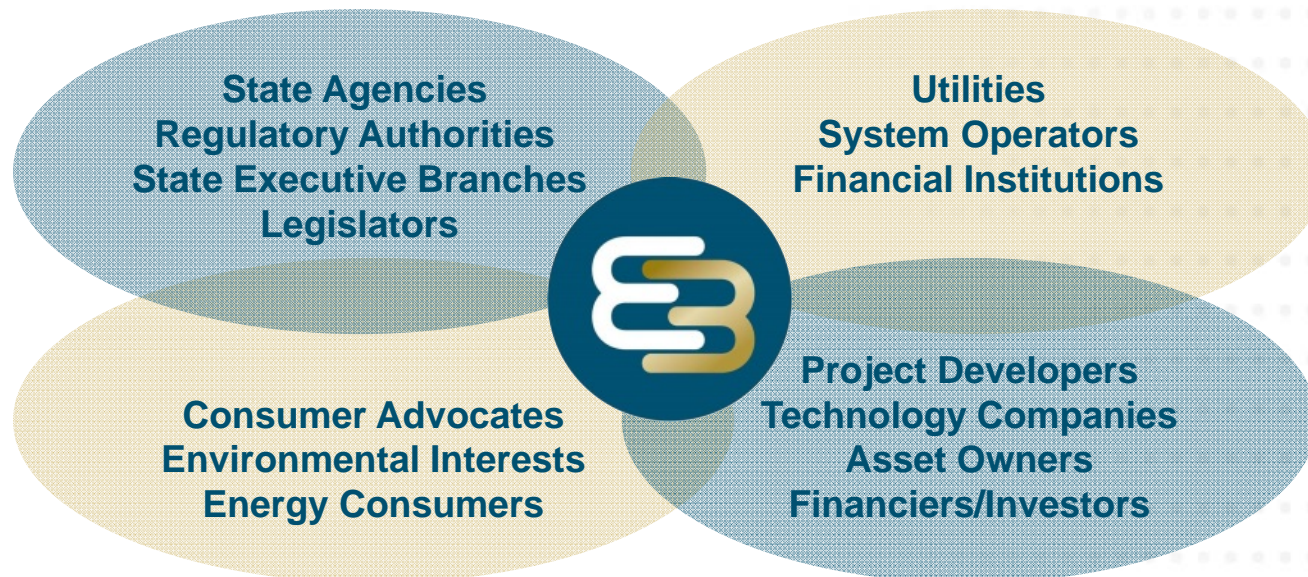 State Agencies
Regulatory Authorities
State Executive Branches
Legislators
Utilities
System Operators
Financial Institutions
Consumer Advocates
Environmental Interests
Energy Consumers
Project Developers
Technology Companies
Asset Owners
Financiers/Investors